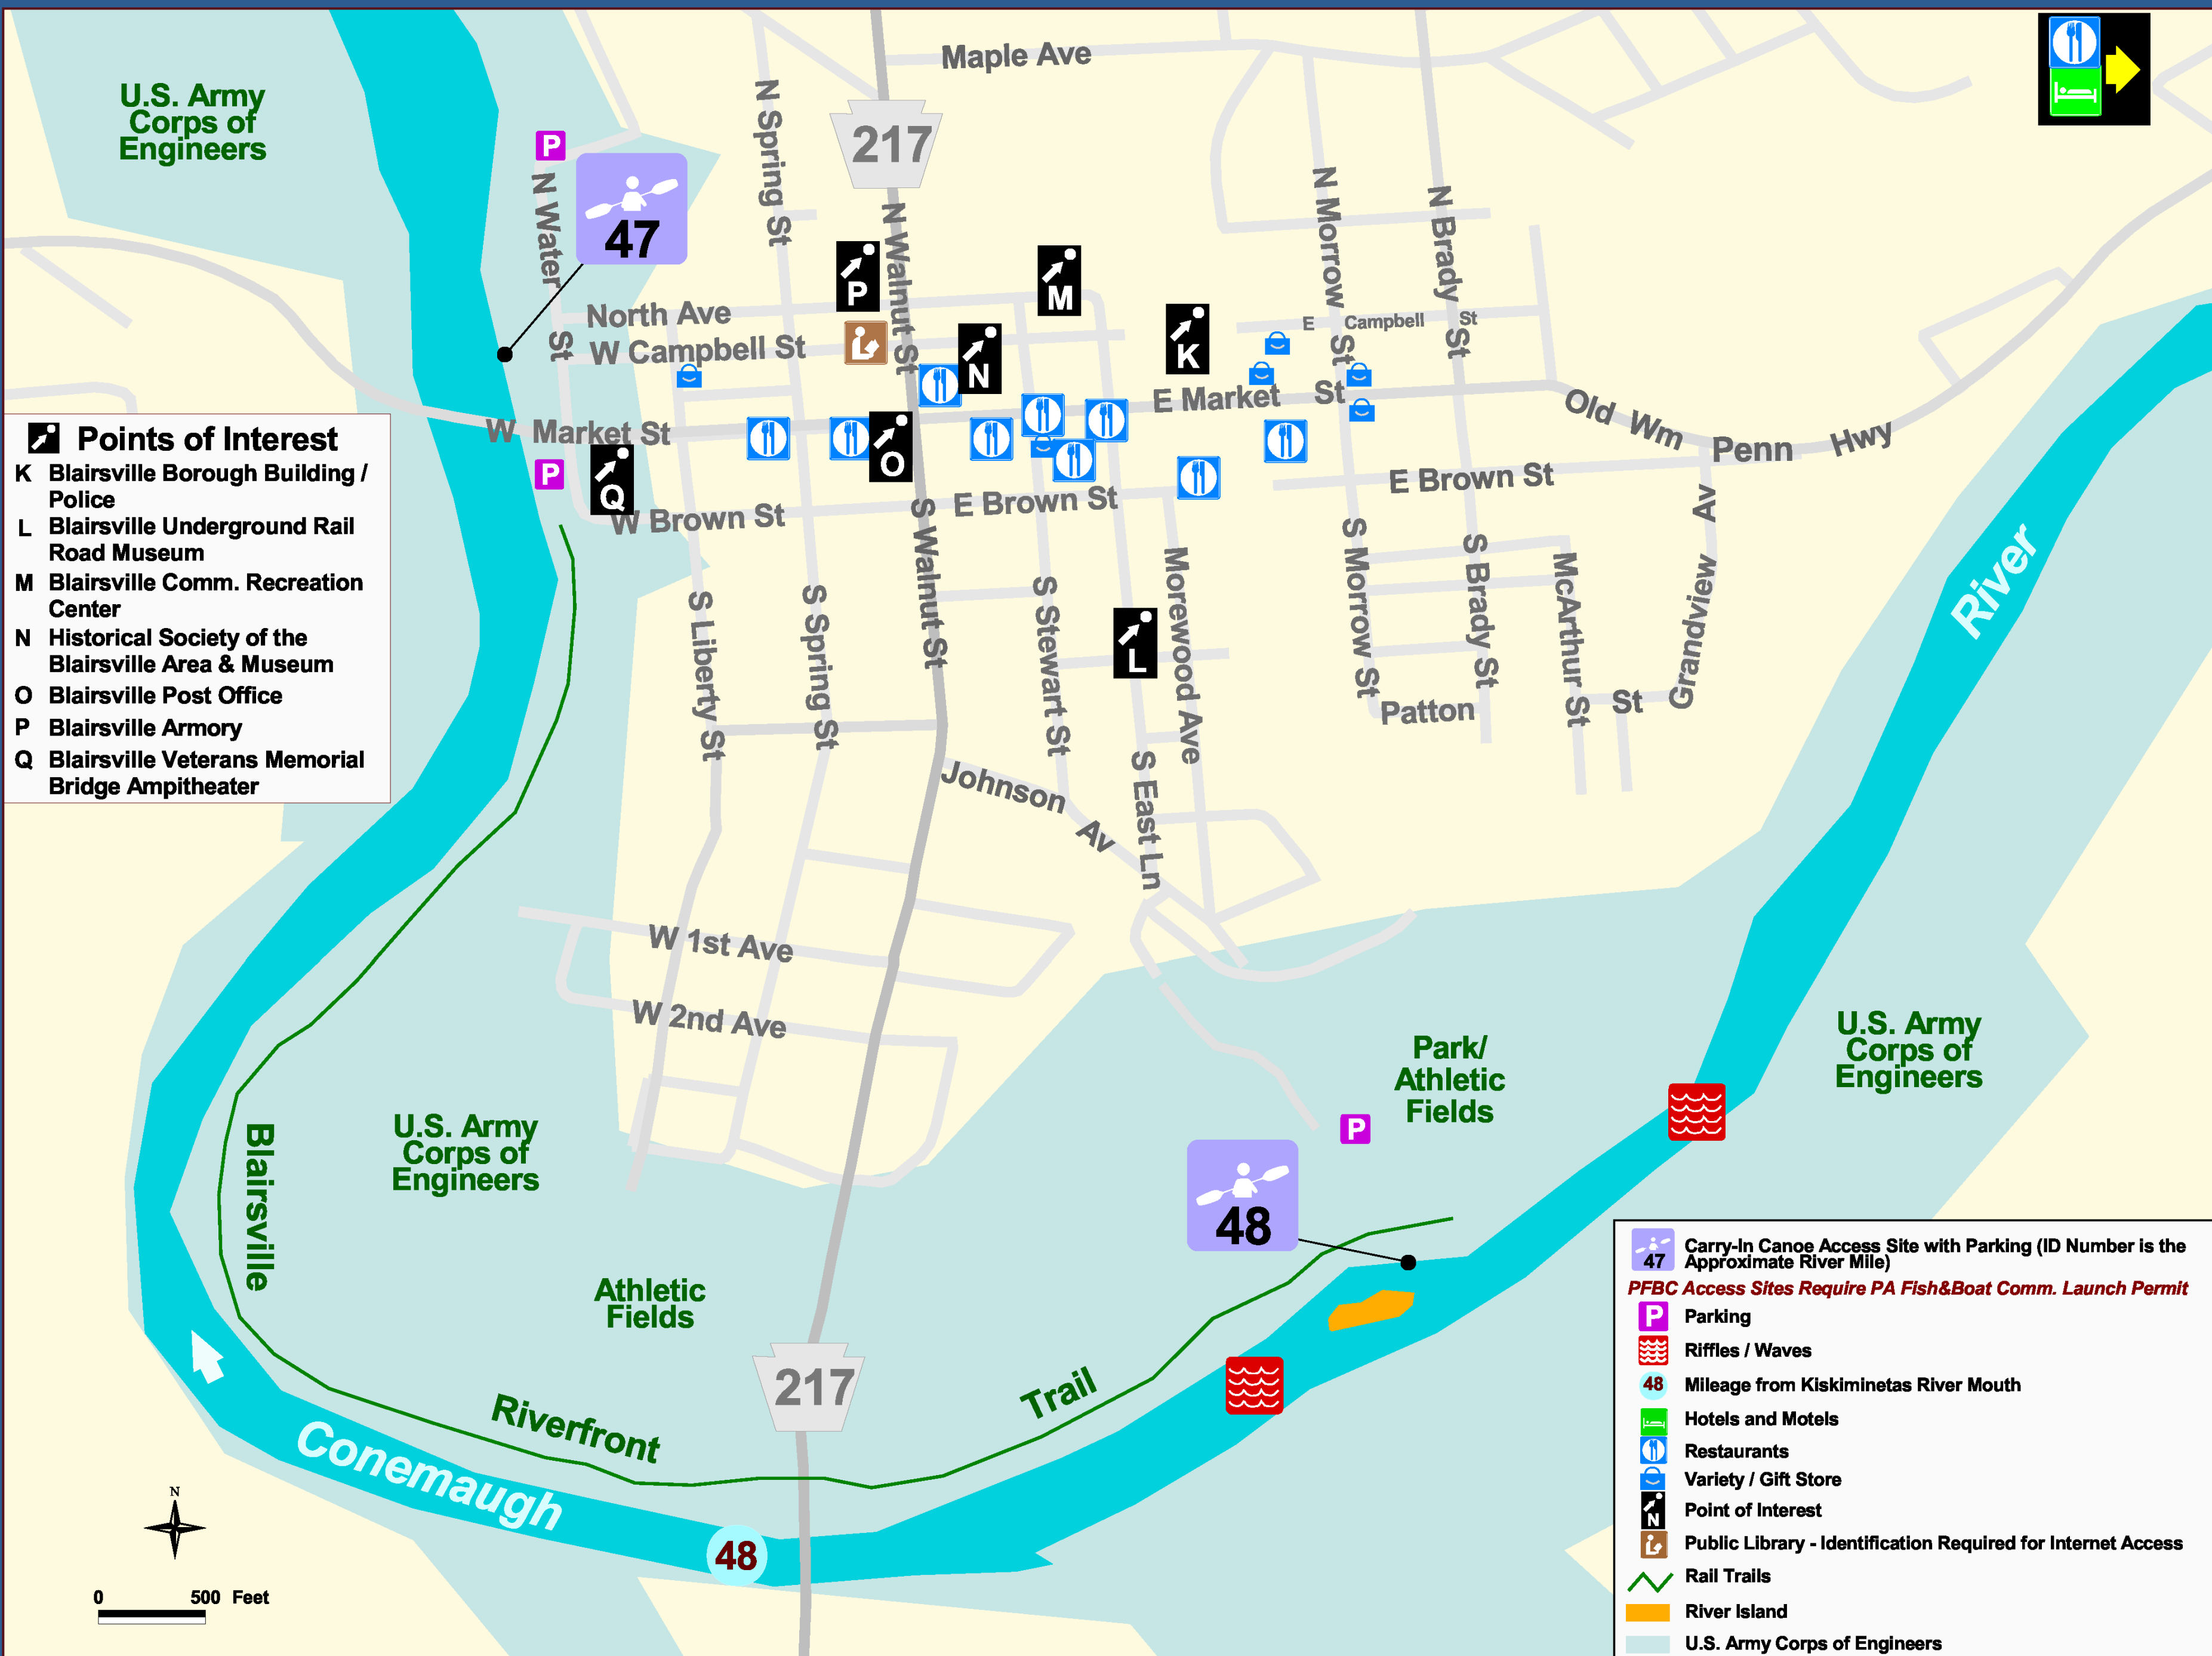 Maple Ave
U.S. Army
Corps of
Engineers
P
N Spring St
217
47
N Water St
N Walnut St
N Morrow St
N Brady St
P
M
K
N
North Ave
W Campbell St
E Campbell St
E Market St
W Market St
Old Wm Penn Hwy
O
P
Q
W Brown St
E Brown St
E Brown St
Points of Interest
K Blairsville Borough Building /
Police
L Blairsville Underground Rail
Road Museum
M Blairsville Comm. Recreation
Center
N Historical Society of the
Blairsville Area & Museum
O Blairsville Post Office
P Blairsville Armory
Q Blairsville Veterans Memorial
Bridge Ampitheater
S Liberty St
S Spring St
S Walnut St
S Stewart St
L
Morewood Ave
S East Ln
S Morrow St
S Brady St
McArthur St
Grandview Av
Patton St
River
Johnson Av
W 1st Ave
W 2nd Ave
U.S. Army
Corps of
Engineers
Park/
Athletic
Fields
P
48
U.S. Army
Corps of
Engineers
Athletic
Fields
217
Blairsville
Riverfront
Trail
Conemaugh
48
N
0 500 Feet
47
Carry-In Canoe Access Site with Parking (ID Number is the
Approximate River Mile)
PFBC Access Sites Require PA Fish&Boat Comm. Launch Permit
P Parking
Riffles / Waves
48 Mileage from Kiskiminetas River Mouth
Hotels and Motels
Restaurants
Variety / Gift Store
N Point of Interest
Public Library - Identification Required for Internet Access
Rail Trails
River Island
U.S. Army Corps of Engineers